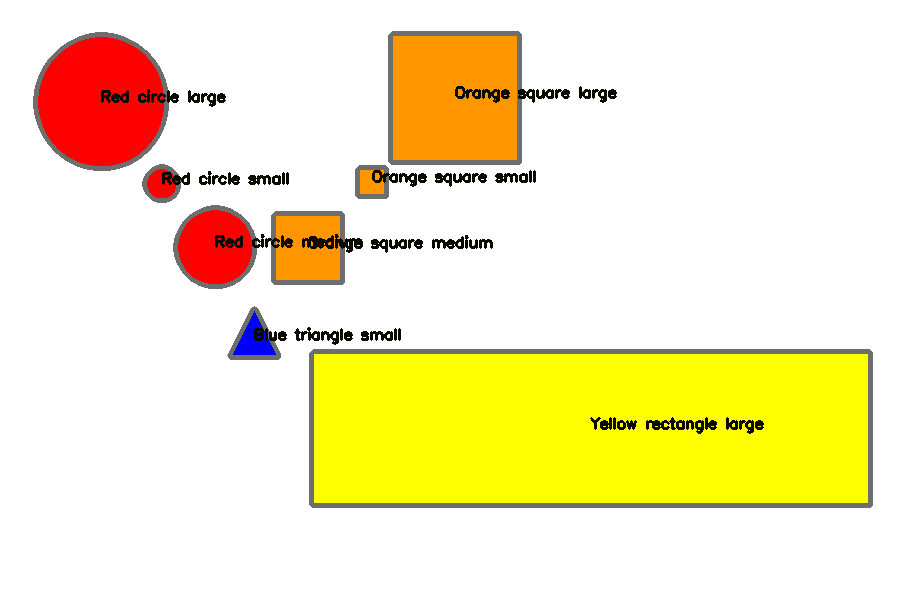 Orange square large
Red circle large
Orange square small
Red circle small
Red circle medium
Orange square medium
Blue triangle small
Yellow rectangle large